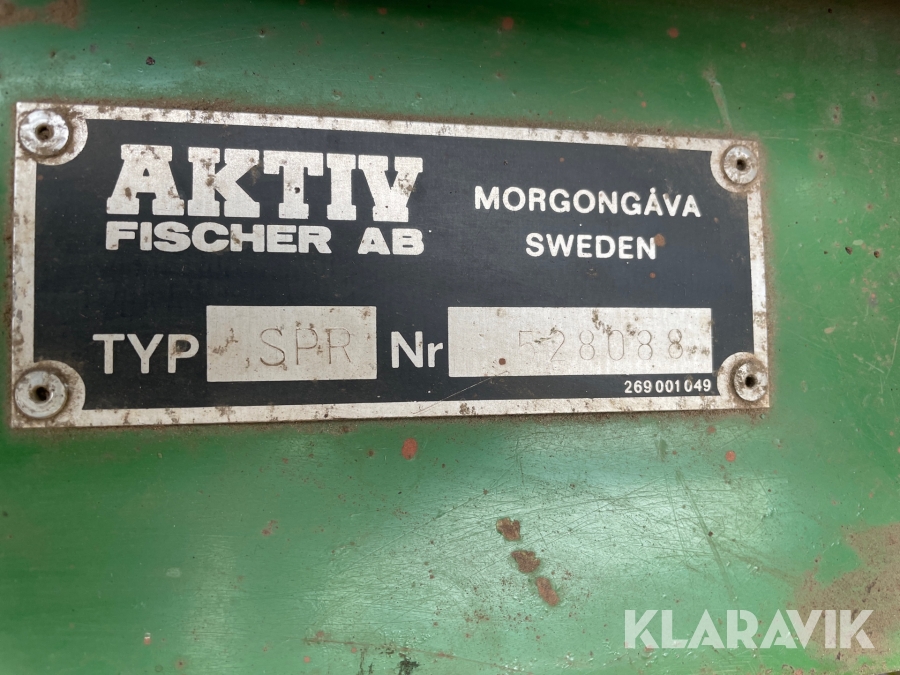 AKTIV
FISCHER AB
MORGONGÅVA
SWEDEN
TYP SPR Nr 528088
269 001 049
KLARAVIK